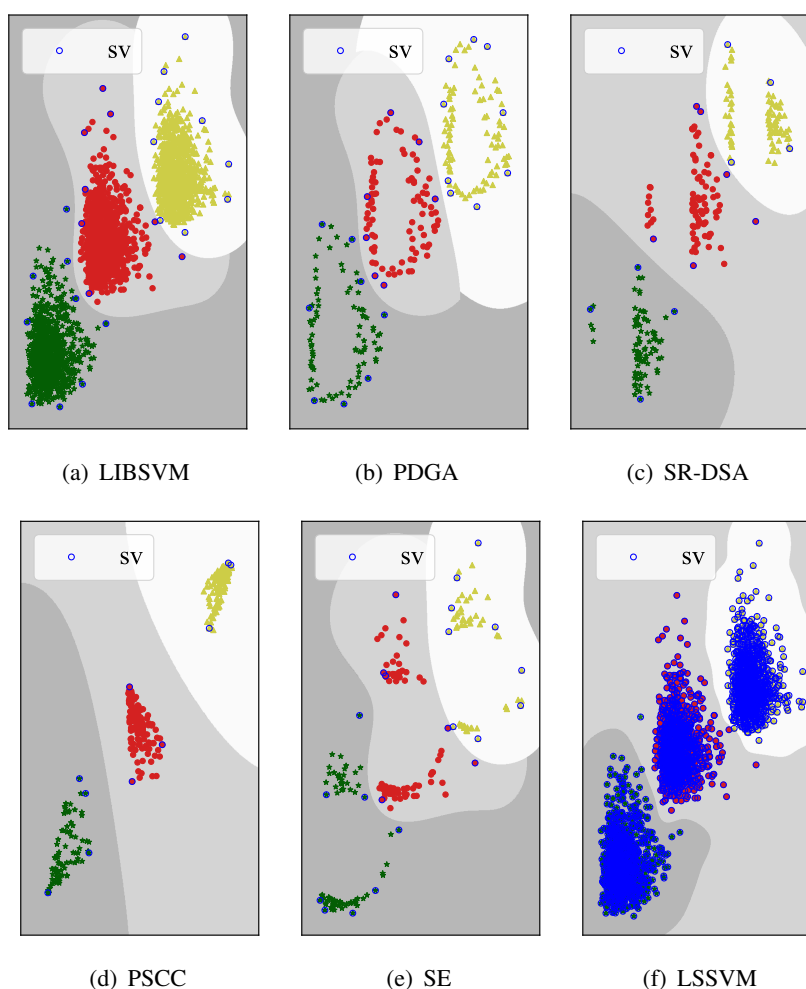 SV
SV
SV
(a) LIBSVM
(b) PDGA
(c) SR-DSA
SV
SV
SV
(d) PSCC
(e) SE
(f) LSSVM